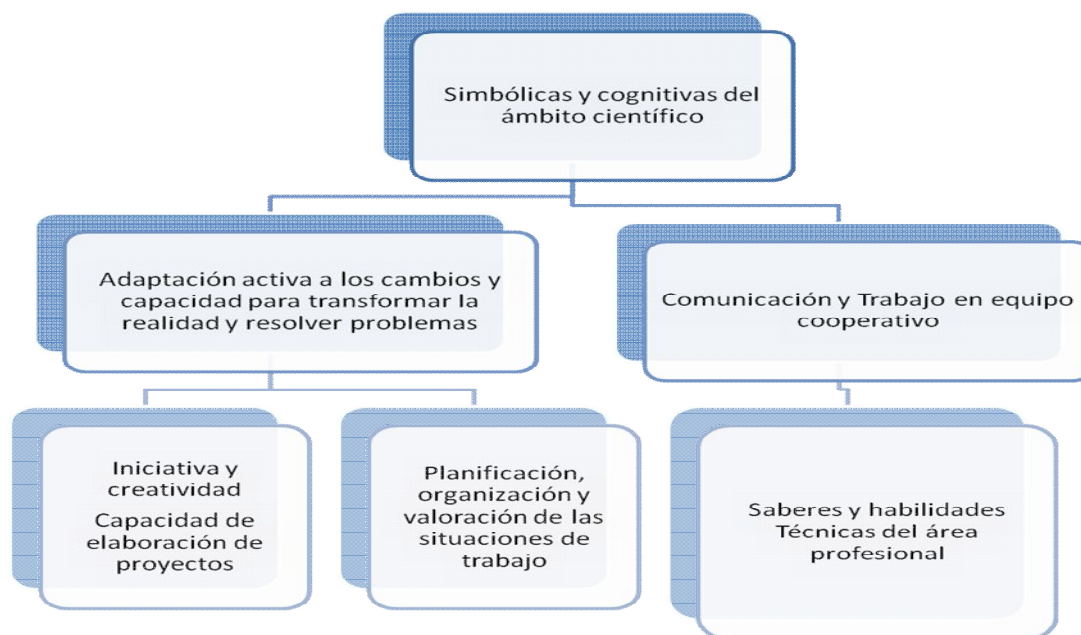 Simbólicas y cognitivas del
ámbito científico
Adaptación activa a los cambios y
capacidad para transformar la
realidad y resolver problemas
Comunicación y Trabajo en equipo
cooperativo
Iniciativa y
creatividad
Capacidad de
elaboración de
proyectos
Planificación,
organización y
valoración de las
situaciones de
trabajo
Saberes y habilidades
Técnicas del área
profesional